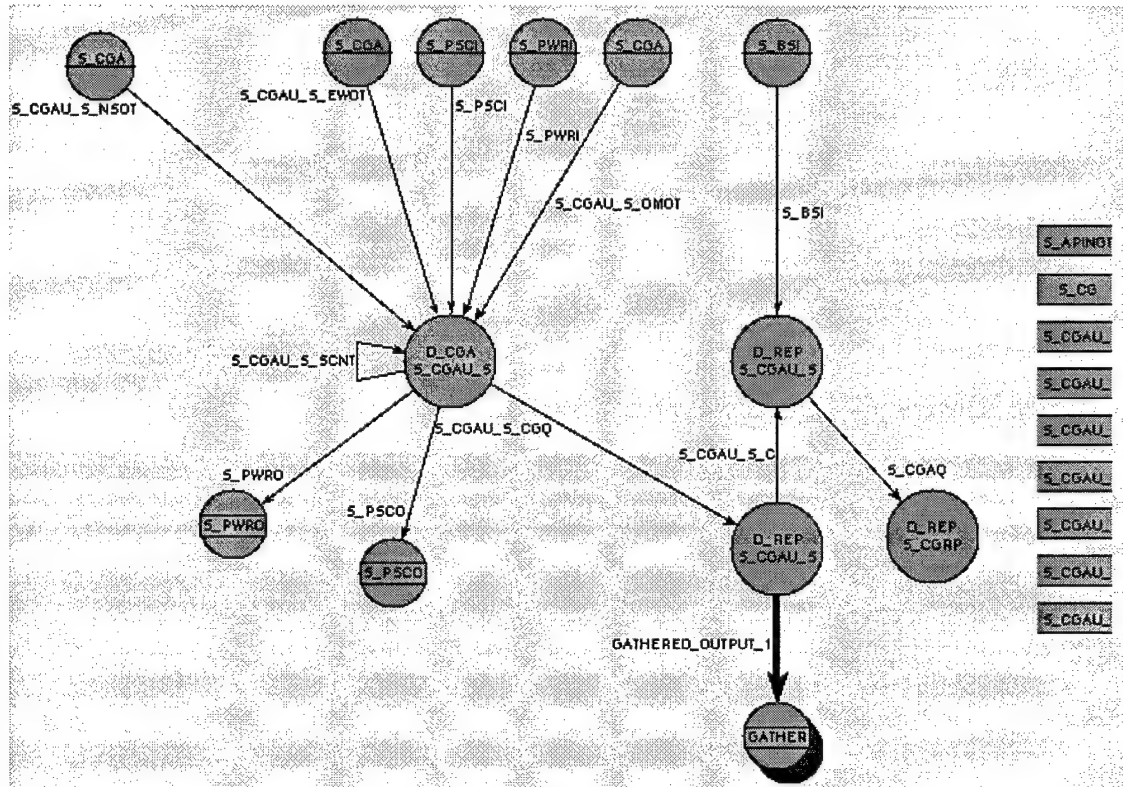 S_CGA
S_CGA
S_PSCI
S_PWRI
S_CGA
S_BSI
S_CGAU_S_NSOT
S_CGAU_S_EWOT
S_PSCI
S_PWRI
S_CGAU_S_OMOT
S_BSI
S_APINGT
S_CG
S_CGAU_
S_CGAU_
S_CGAU_
S_CGAU_
S_CGAU_
S_CGAU_
S_CGAU_
D_CGA
S_CGAU_S
S_CGAU_S_SCNT
D_REP
S_CGAU_S
S_CGAU_S_CGQ
S_CGAU_S_C
S_CGAQ
S_PWRO
S_PWRO
S_PSCO
S_PSCO
D_REP
S_CGAU_S
D_REP
S_CGRP
GATHERED_OUTPUT_1
GATHER